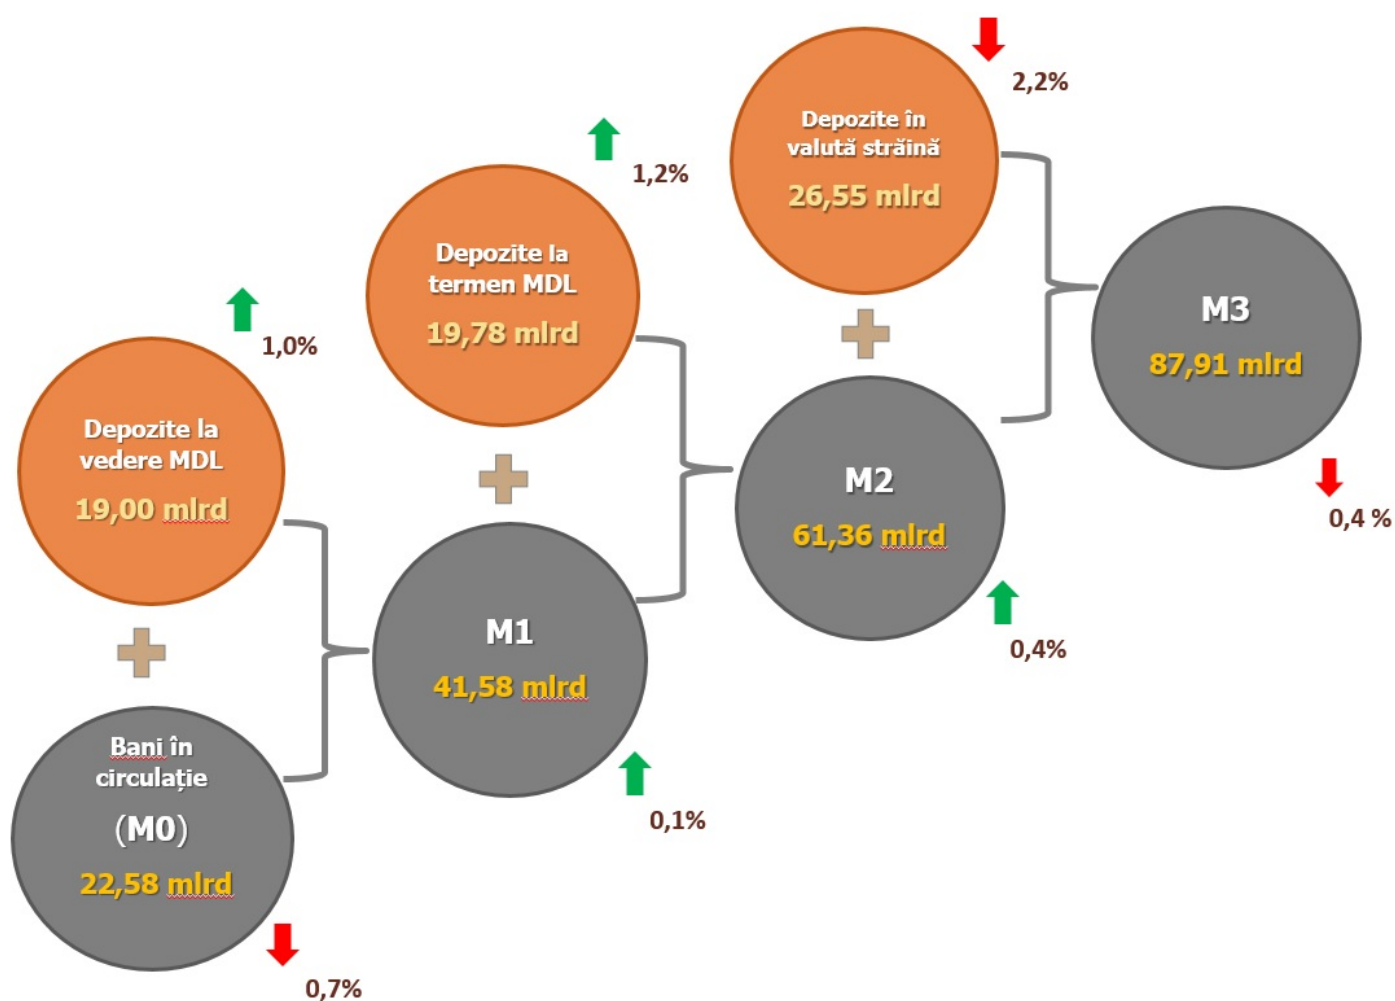 2,2%
Depozite în
valută străină
26,55 mlrd
1,2%
Depozite la
termen MDL
19,78 mlrd
M3
87,91 mlrd
0,4 %
1,0%
Depozite la
vedere MDL
19,00 mlrd
M2
61,36 mlrd
0,4%
M1
41,58 mlrd
0,1%
Bani în
circulație
(M0)
22,58 mlrd
0,7%